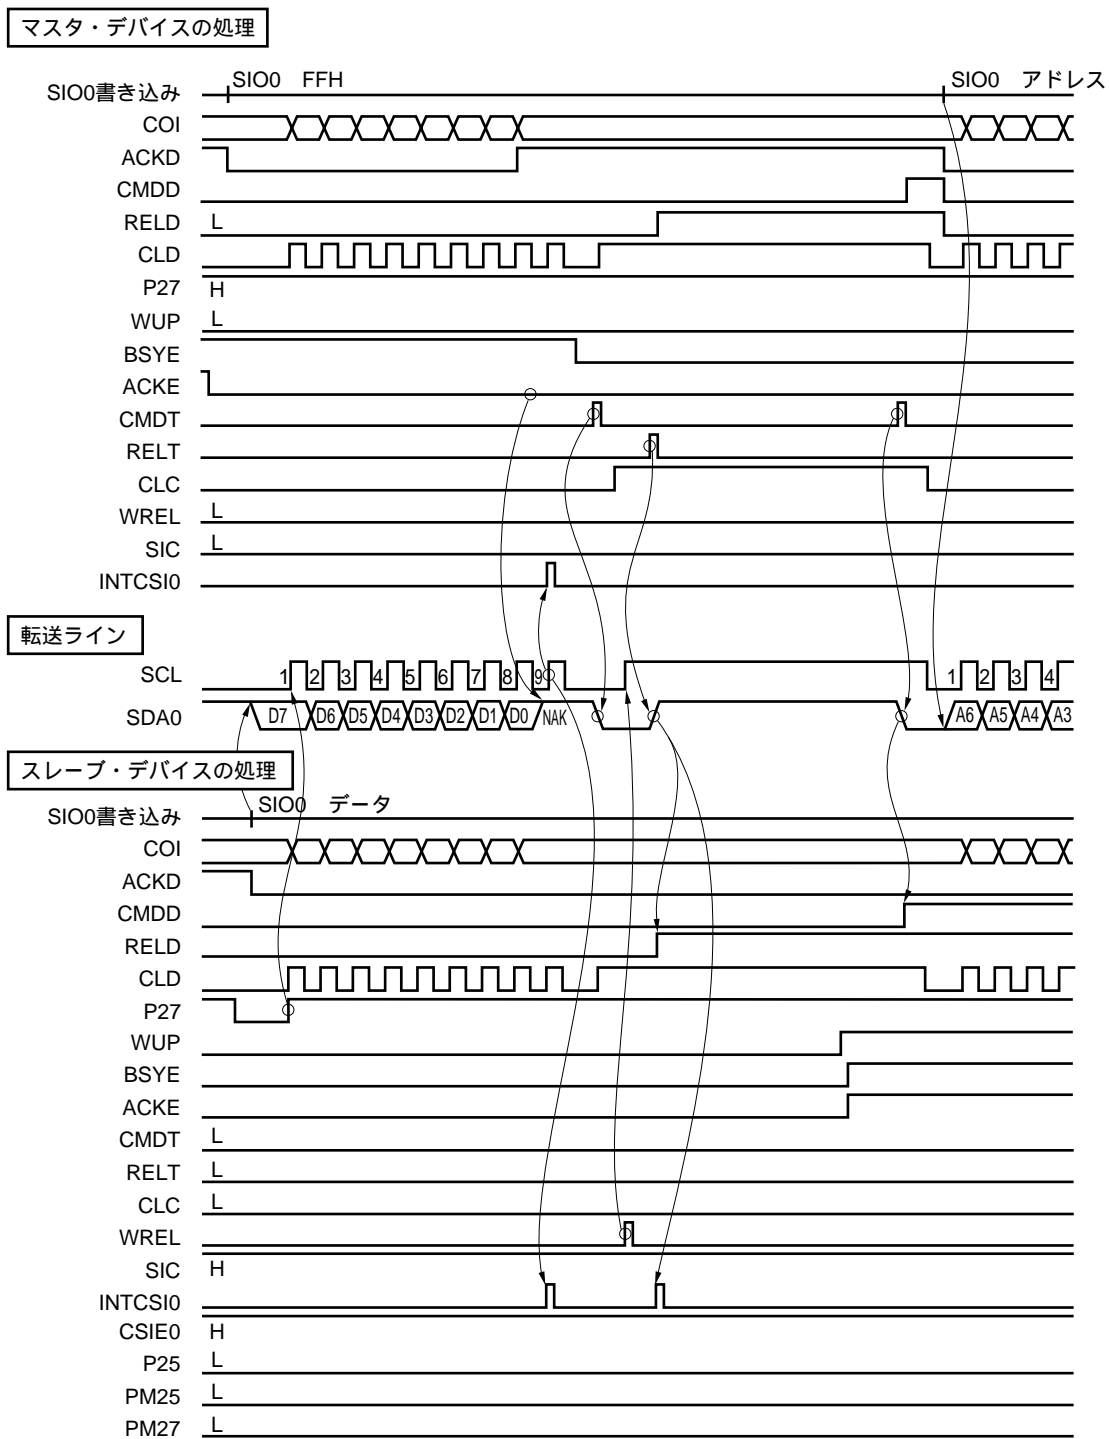 マスタ・デバイスの処理
SIO0書き込み SIO0 FFH SIO0 アドレス
COI
ACKD
CMDD
RELD L
CLD
P27 H
WUP L
BSYE
ACKE
CMDT
RELT
CLC
WREL L
SIC L
INTCSI0
転送ライン
SCL 1 2 3 4 5 6 7 8 9 1 2 3 4
SDA0 D7 D6 D5 D4 D3 D2 D1 D0 NAK A6 A5 A4 A3
スレーブ・デバイスの処理
SIO0書き込み SIO0 データ
COI
ACKD
CMDD
RELD
CLD
P27
WUP
BSYE
ACKE
CMDT L
RELT L
CLC L
WREL
SIC H
INTCSI0
CSIE0 H
P25 L
PM25 L
PM27 L